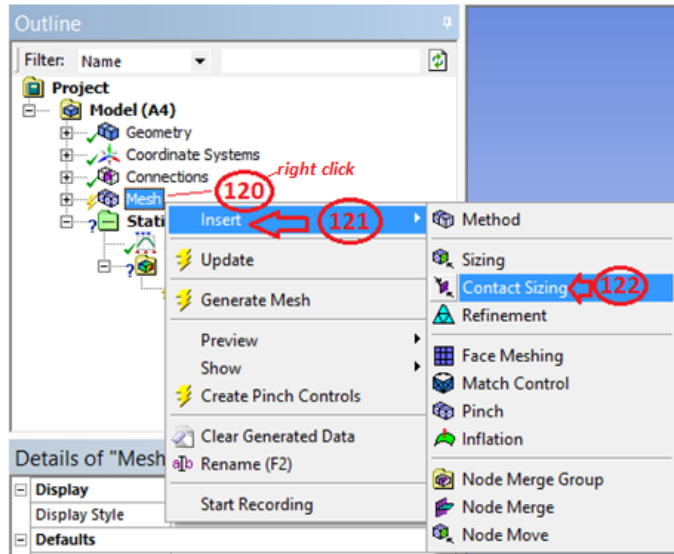 Outline
Filter: Name
Project
Model (A4)
Geometry
Coordinate Systems
Connections
right click
Mesh
120
Stati
Insert
121
Update
Generate Mesh
Preview
Show
Create Pinch Controls
Clear Generated Data
Rename (F2)
Start Recording
Method
Sizing
Contact Sizing
122
Refinement
Face Meshing
Match Control
Pinch
Inflation
Node Merge Group
Node Merge
Node Move
Details of "Mesh
Display
Display Style
Defaults